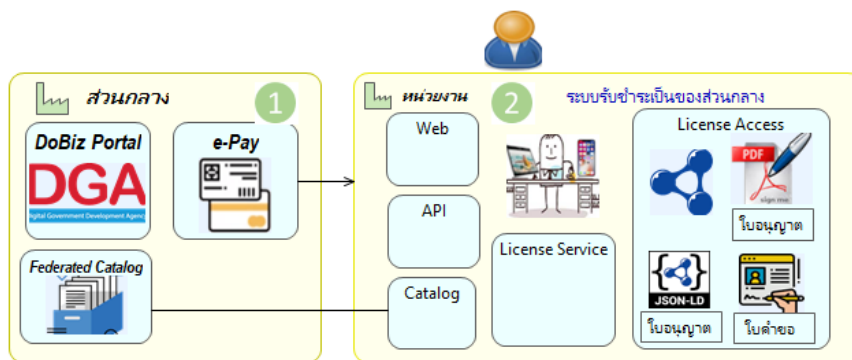 ส่วนกลาง
1
DoBiz Portal
DGA
Digital Government Development Agency
e-Pay
Federated Catalog
หน่วยงาน
2
ระบบรับชำระเป็นของส่วนกลาง
Web
API
Catalog
License Service
License Access
PDF
sign me
ใบอนุญาต
JSON-LD
ใบอนุญาต
ใบคำขอ